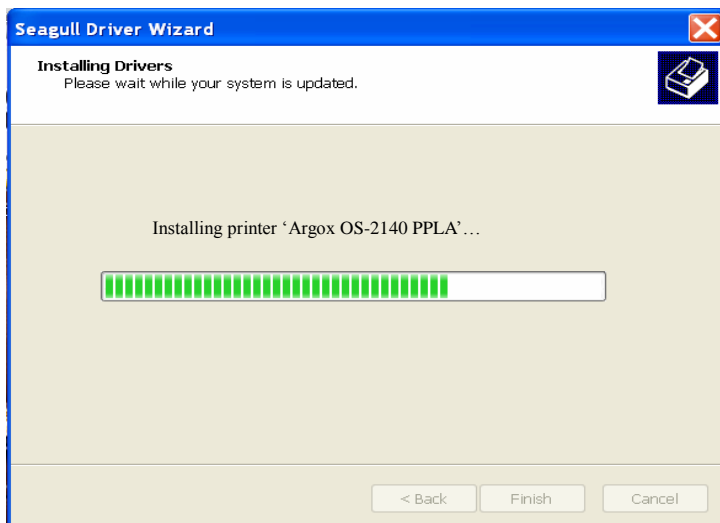 Seagull Driver Wizard
Installing Drivers
Please wait while your system is updated.
Installing printer ‘Argox OS-2140 PPLA’…
< Back Finish Cancel